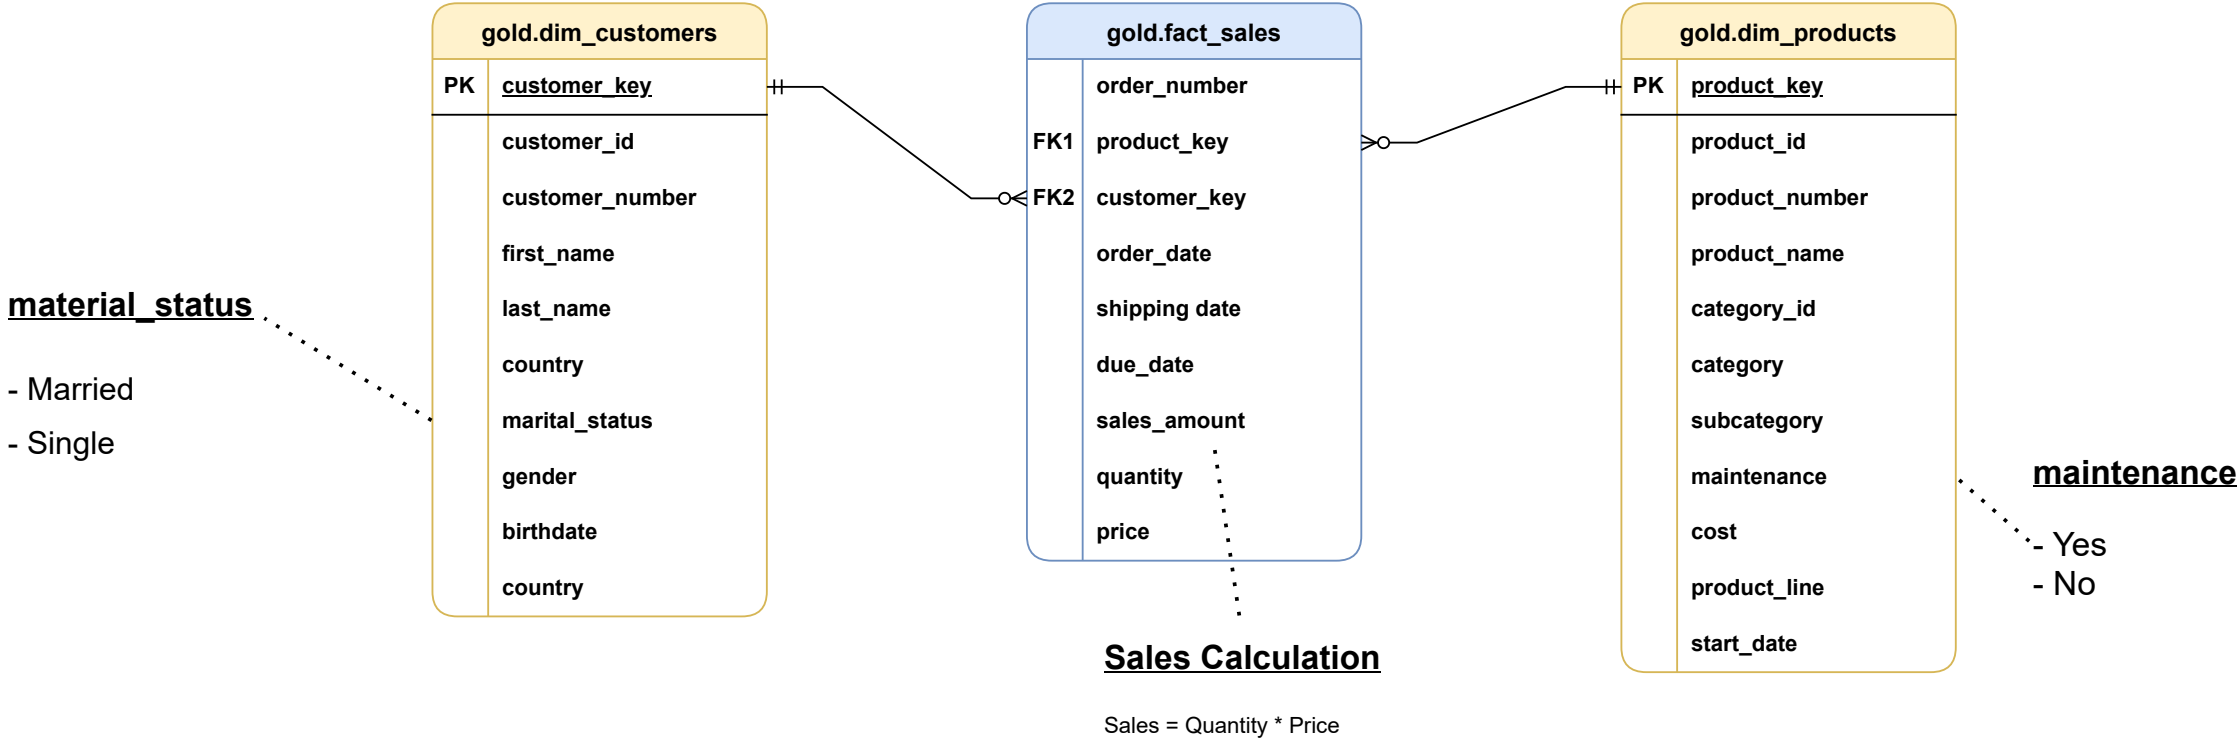 gold.dim_customers
PK customer_key
customer_id
customer_number
first_name
last_name
country
marital_status
gender
birthdate
country
material_status
- Married
- Single
gold.fact_sales
order_number
FK1 product_key
FK2 customer_key
order_date
shipping date
due_date
sales_amount
quantity
price
Sales Calculation
Sales = Quantity * Price
gold.dim_products
PK product_key
product_id
product_number
product_name
category_id
category
subcategory
maintenance
cost
product_line
start_date
maintenance
- Yes
- No